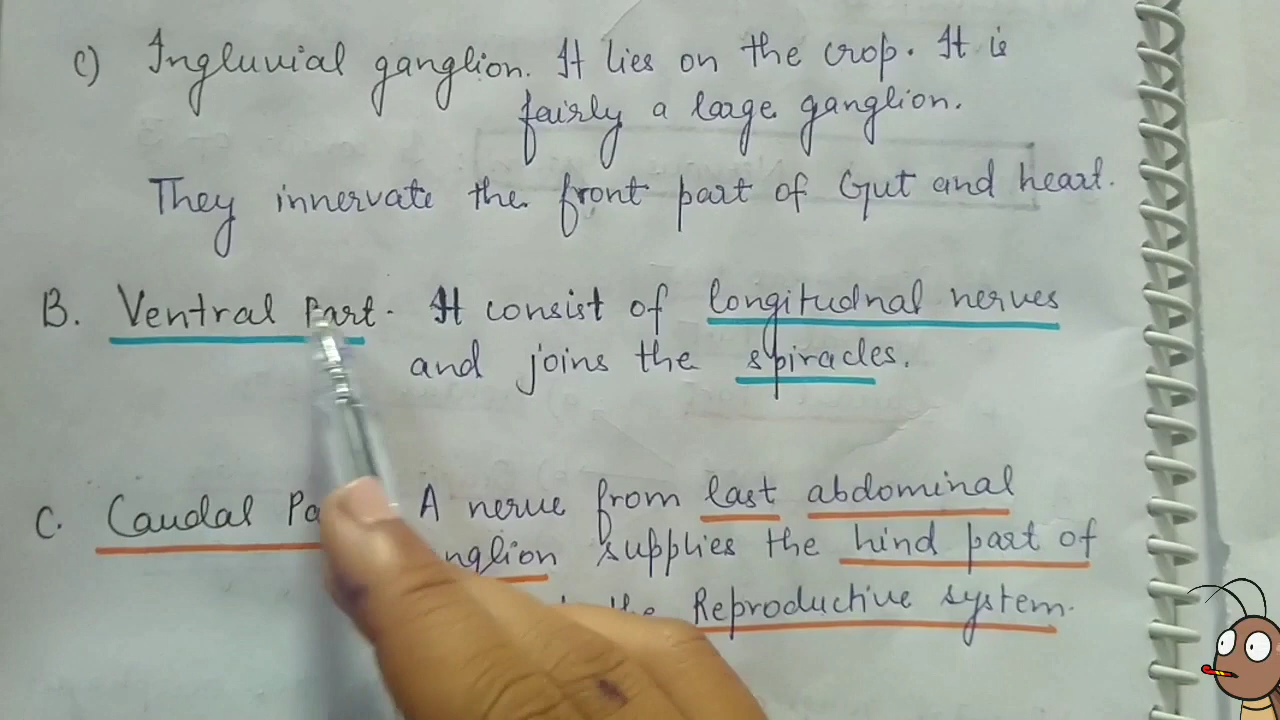 c) Ingluvial ganglion. It lies on the crop. It is
fairly a large ganglion.
They innervate the front part of Gut and heart.
B. Ventral Part. It consist of longitudnal nerves
and joins the spiracles.
C. Caudal A nerve from last abdominal
supplies the hind part of
the Reproductive system.